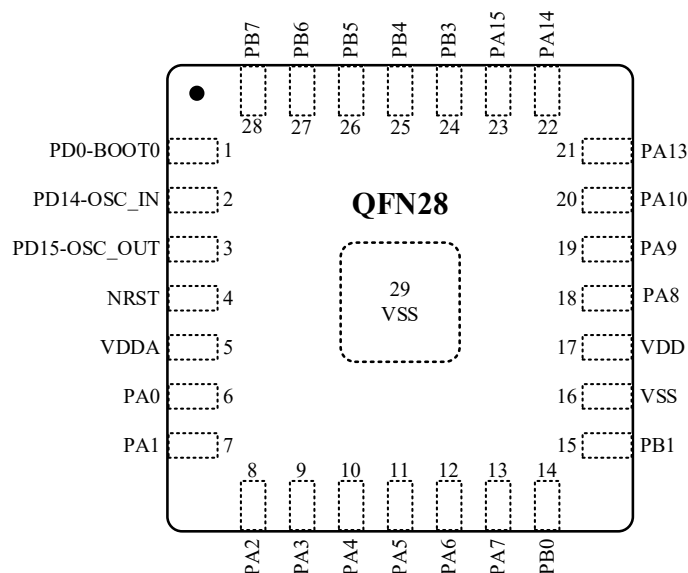 PB7 PB6 PB5 PB4 PB3 PA15 PA14
28 27 26 25 24 23 22
PD0-BOOT0 1 21 PA13
PD14-OSC_IN 2 QFN28 20 PA10
PD15-OSC_OUT 3 19 PA9
NRST 4 29 18 PA8
VSS
VDDA 5 17 VDD
PA0 6 16 VSS
PA1 7 15 PB1
8 9 10 11 12 13 14
PA2 PA3 PA4 PA5 PA6 PA7 PB0